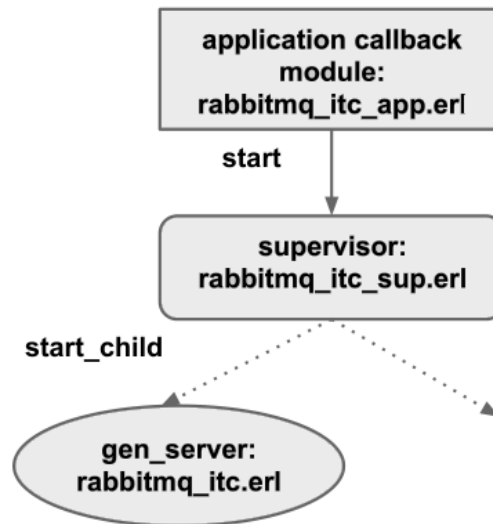 application callback
module:
rabbitmq_itc_app.erl
start
supervisor:
rabbitmq_itc_sup.erl
start_child
gen_server:
rabbitmq_itc.erl